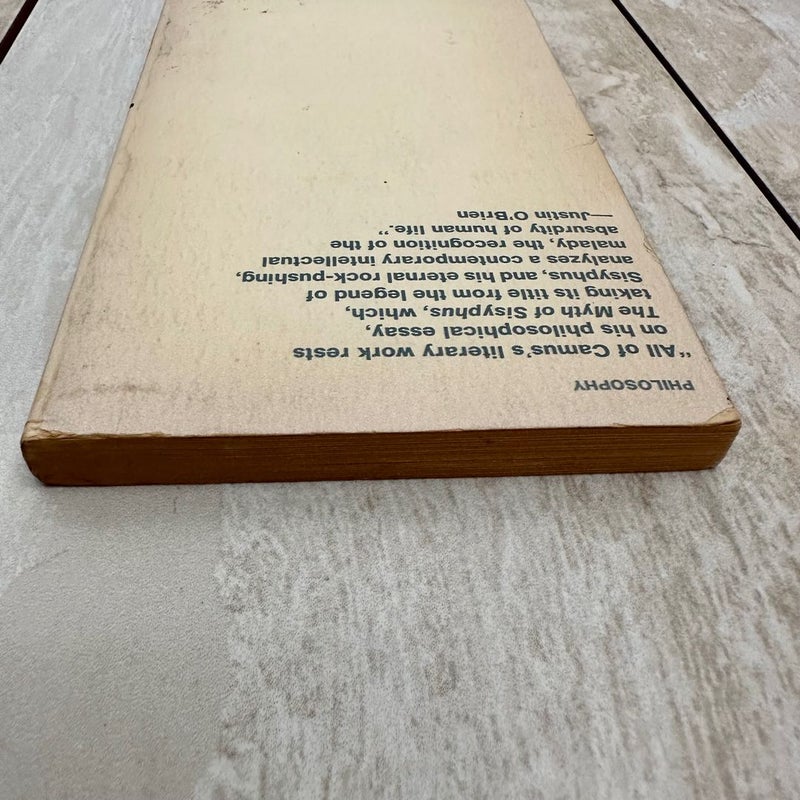 PHILOSOPHY
“All of Camus's literary work rests
on his philosophical essay,
The Myth of Sisyphus, which,
taking its title from the legend of
Sisyphus, and his eternal rock-pushing,
analyzes a contemporary intellectual
malady, the recognition of the
absurdity of human life.”
—Justin O'Brien